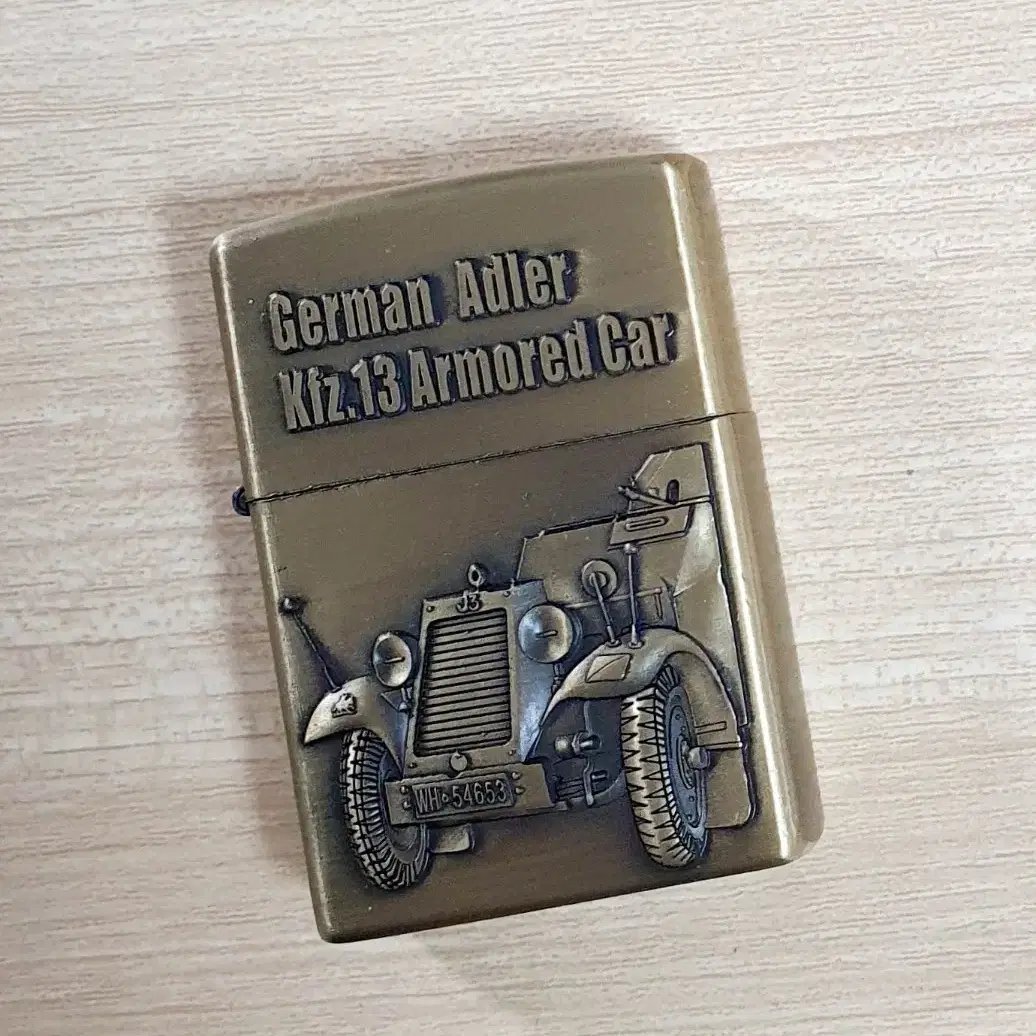 German Adler
Kfz.13 Armored Car
J3
WH 54653